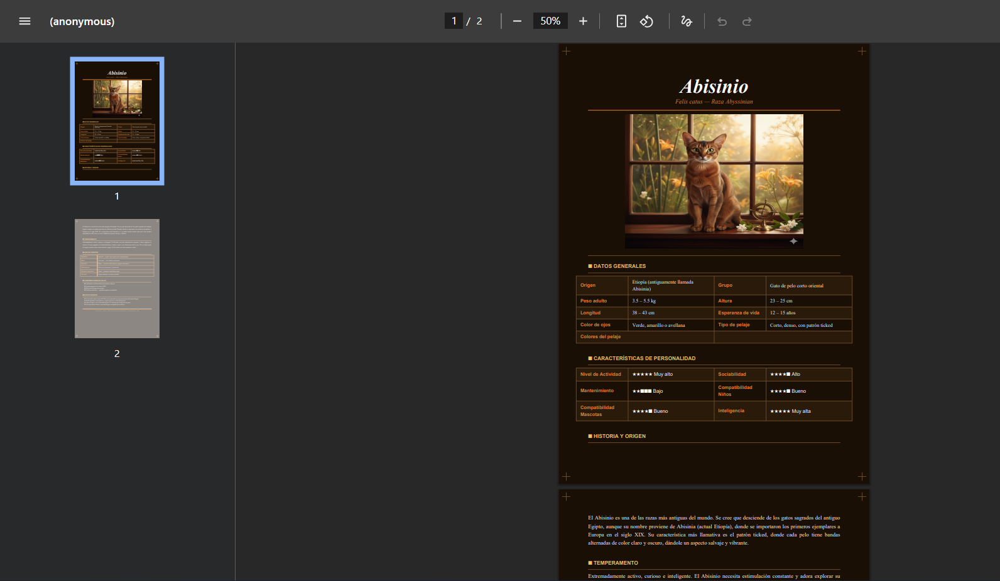 (anonymous)
1 / 2
50%
1
2
Abisinio
Felis catus — Raza Abyssinian
■ DATOS GENERALES
Origen
Etiopía (antiguamente llamada
Abisinia)
Grupo
Gato de pelo corto oriental
Peso adulto
3.5 – 5.5 kg
Altura
23 – 25 cm
Longitud
38 – 43 cm
Esperanza de vida
12 – 15 años
Color de ojos
Verde, amarillo o avellana
Tipo de pelaje
Corto, denso, con patrón ticked
Colores del pelaje
■ CARACTERÍSTICAS DE PERSONALIDAD
Nivel de Actividad
★★★★★ Muy alto
Sociabilidad
★★★★■ Alto
Mantenimiento
★★■■■ Bajo
Compatibilidad
Niños
★★★★■ Bueno
Compatibilidad
Mascotas
★★★★■ Bueno
Inteligencia
★★★★★ Muy alta
■ HISTORIA Y ORIGEN
El Abisinio es una de las razas más antiguas del mundo. Se cree que desciende de los gatos sagrados del antiguo
Egipto, aunque su nombre proviene de Abisinia (actual Etiopía), donde se importaron los primeros ejemplares a
Europa en el siglo XIX. Su característica más llamativa es el patrón ticked, donde cada pelo tiene bandas
alternadas de color claro y oscuro, dándole un aspecto salvaje y vibrante.
■ TEMPERAMENTO
Extremadamente activo, curioso e inteligente. El Abisinio necesita estimulación constante y adora explorar su